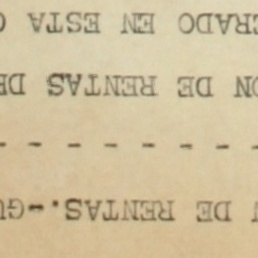 N DE RENTAS.-GU
- - - - - - -
ON DE RENTAS DE
CRADO EN ESTA C